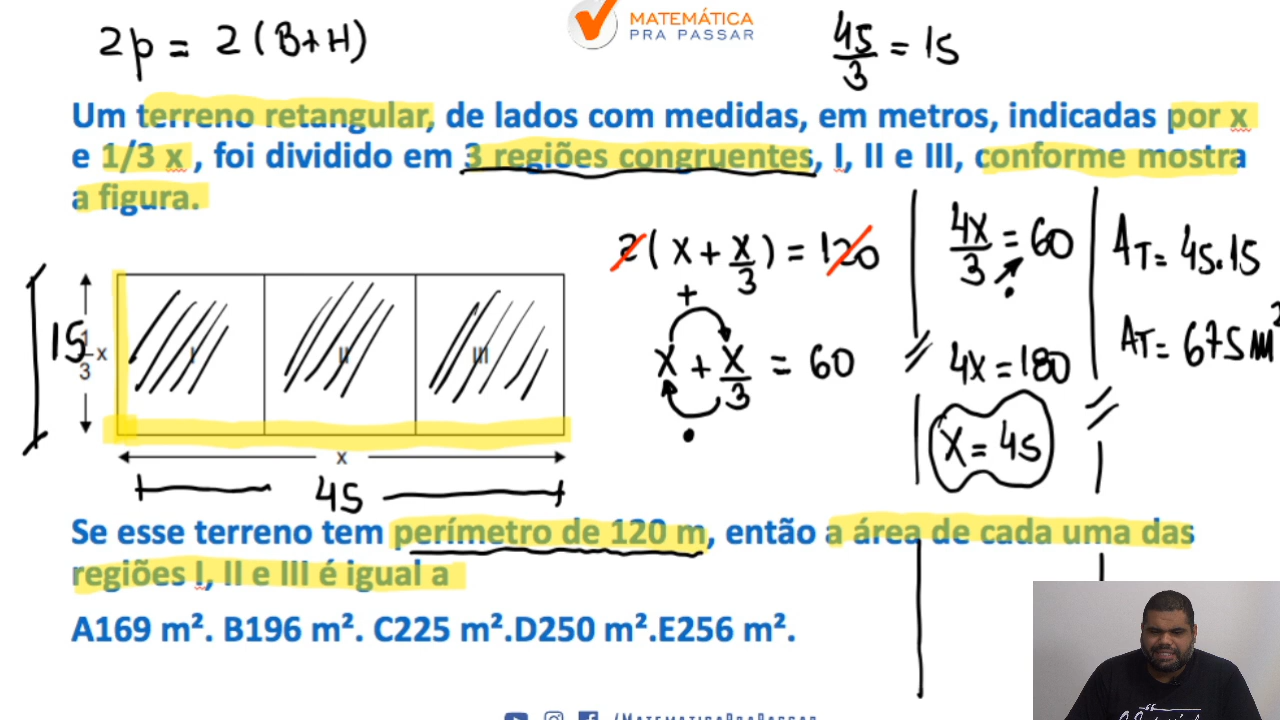 2p = 2(B+H)
MATEMÁTICA
PRA PASSAR
45/3 = 15
Um terreno retangular, de lados com medidas, em metros, indicadas por x
e 1/3 x , foi dividido em 3 regiões congruentes, I, II e III, conforme mostra
a figura.
2(x + x/3) = 120
+
x + x/3 = 60
4x/3 = 60
4x = 180
x = 45
AT = 45.15
AT = 675 m²
15
1/3 x
I
II
III
x
45
Se esse terreno tem perímetro de 120 m, então a área de cada uma das
regiões I, II e III é igual a
A169 m². B196 m². C225 m².D250 m².E256 m².
/MATEMATICAPRAPASSAR